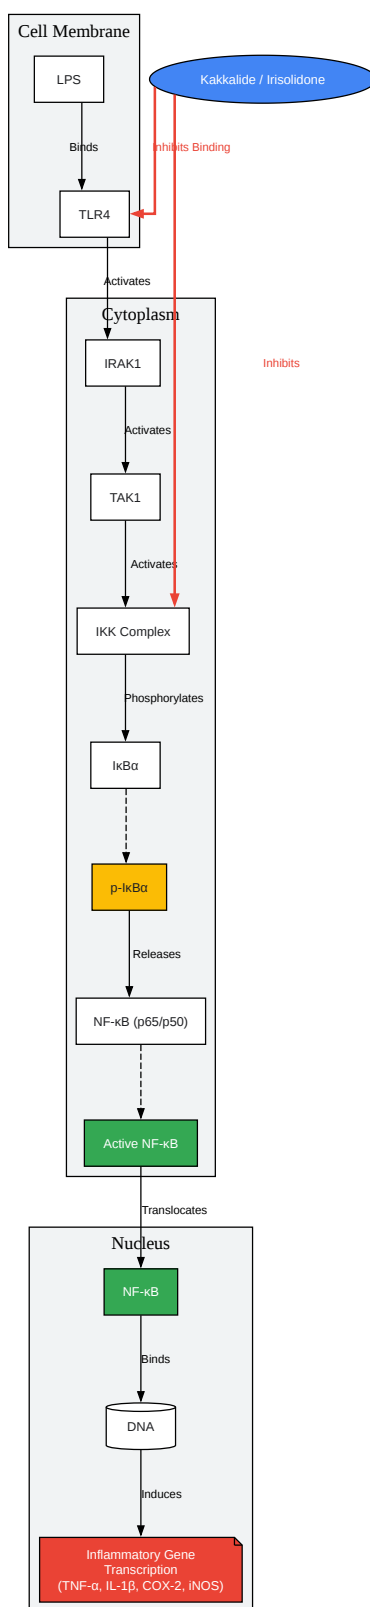 Cell Membrane
LPS
Kakkalide / Irisolidone
Binds
Inhibits Binding
TLR4
Activates
Cytoplasm
IRAK1
Inhibits
Activates
TAK1
Activates
IKK Complex
Phosphorylates
IκBα
p-IκBα
Releases
NF-κB (p65/p50)
Active NF-κB
Translocates
Nucleus
NF-κB
Binds
DNA
Induces
Inflammatory Gene
Transcription
(TNF-α, IL-1β, COX-2, iNOS)